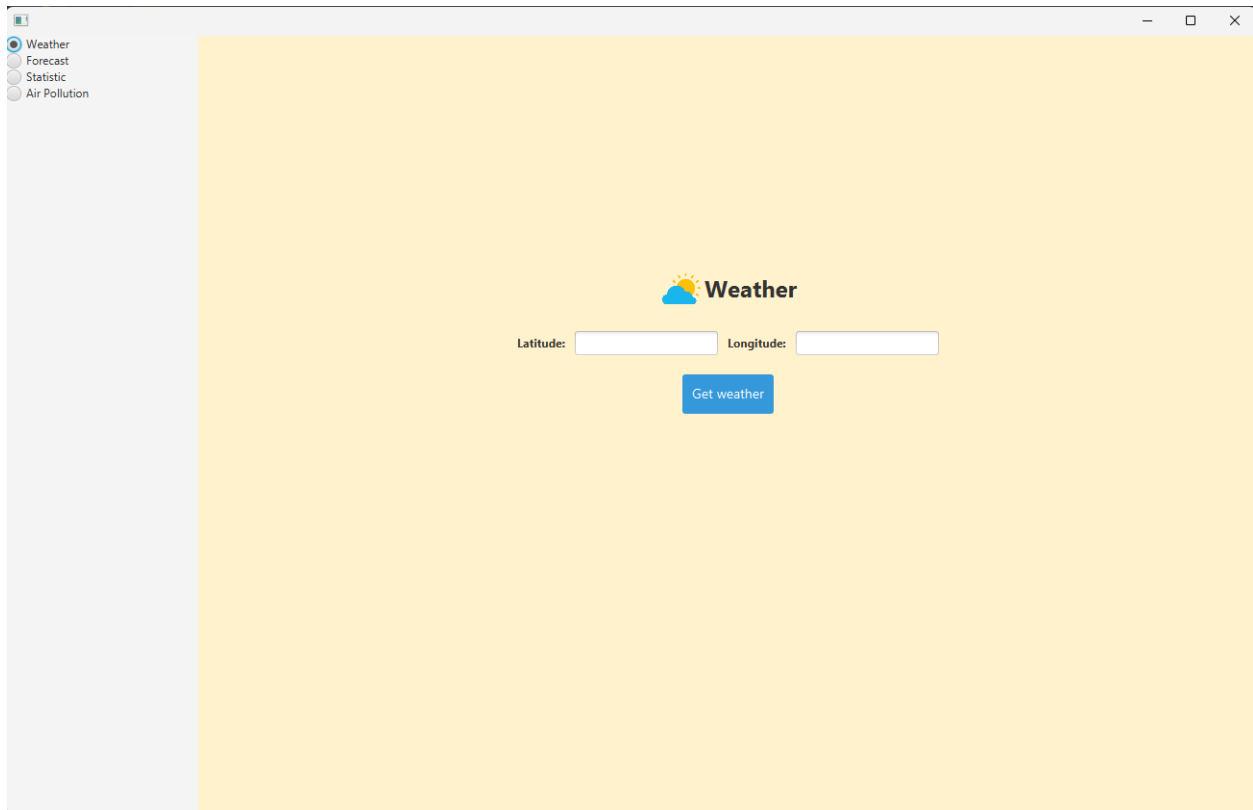 Weather
Forecast
Statistic
Air Pollution
Weather
Latitude: Longitude:
Get weather